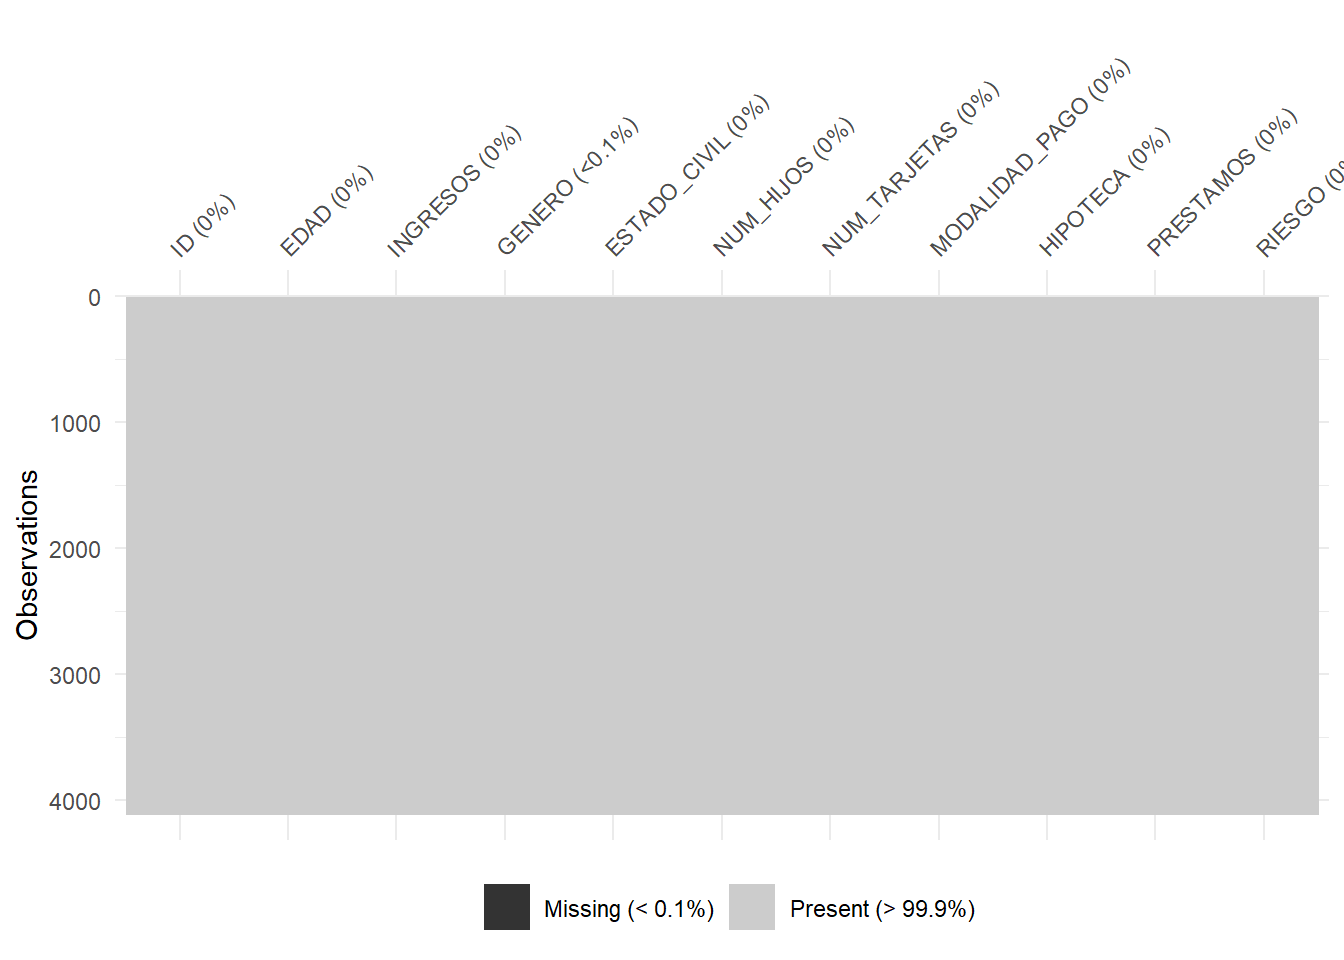 ID (0%)
EDAD (0%)
INGRESOS (0%)
GENERO (<0.1%)
ESTADO_CIVIL (0%)
NUM_HIJOS (0%)
NUM_TARJETAS (0%)
MODALIDAD_PAGO (0%)
HIPOTECA (0%)
PRESTAMOS (0%)
RIESGO (0%
0
1000
2000
3000
4000
Observations
Missing (< 0.1%)
Present (> 99.9%)